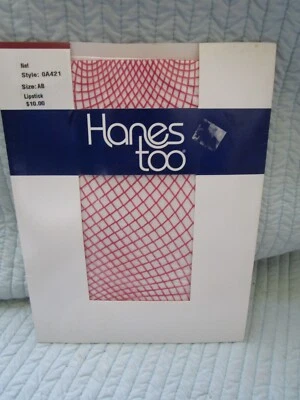 Net
Style: 0A421
Size: AB
Lipstick
$10.00
Hanes
too®